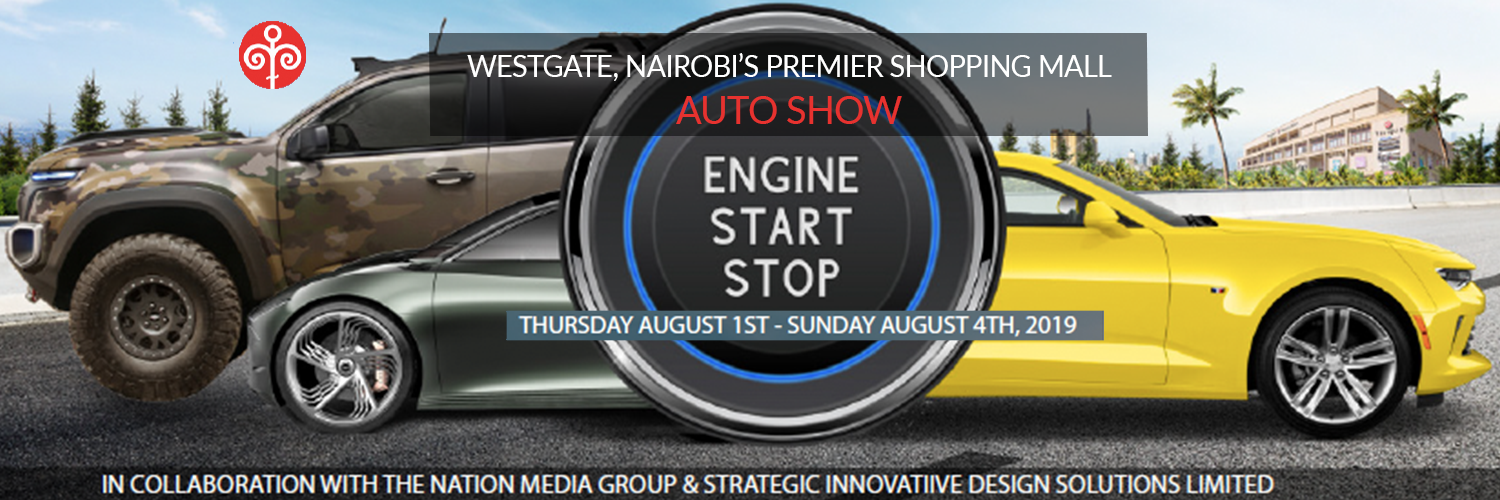 WESTGATE, NAIROBI'S PREMIER SHOPPING MALL
AUTO SHOW
ENGINE
START
STOP
THURSDAY AUGUST 1ST - SUNDAY AUGUST 4TH, 2019
IN COLLABORATION WITH THE NATION MEDIA GROUP & STRATEGIC INNOVATIIVE DESIGN SOLUTIONS LIMITED